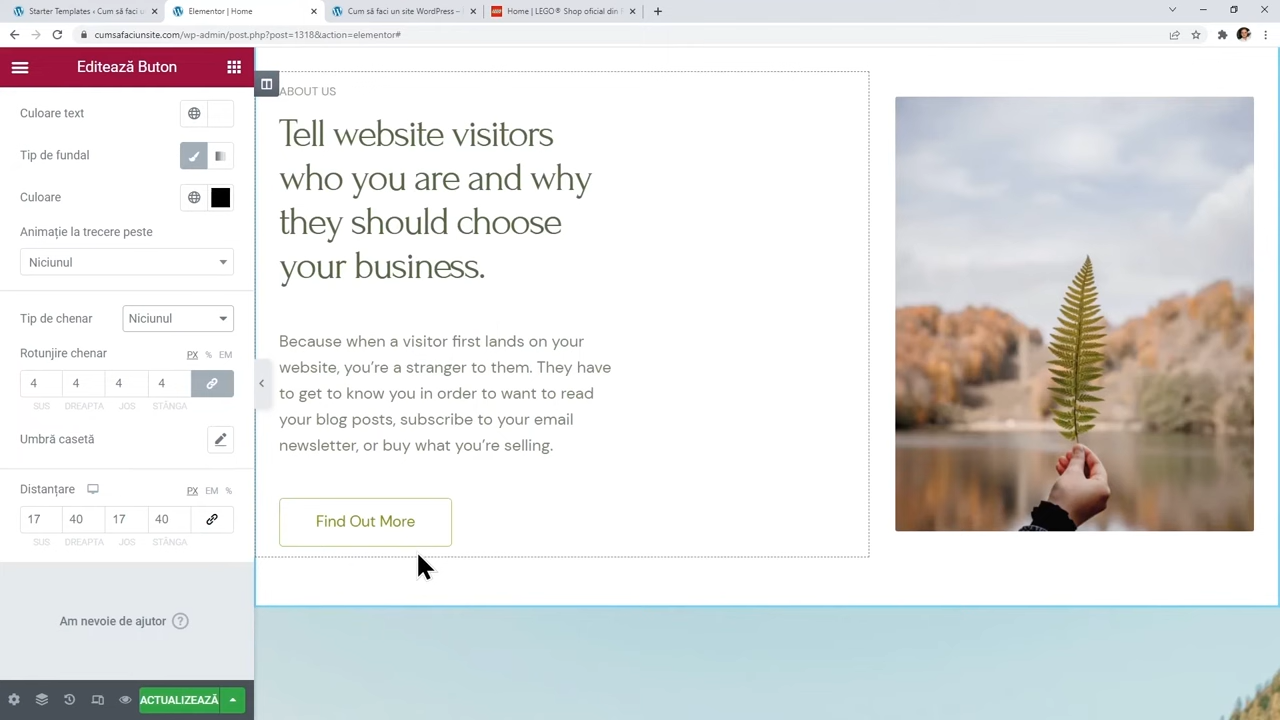 Starter Templates ‹ Cum să faci u
Elementor | Home
Cum să faci un site WordPress –
Home | LEGO® Shop oficial din
cumsafaciunsite.com/wp-admin/post.php?post=1318&action=elementor#
Editează Buton
Culoare text
Tip de fundal
Culoare
Animație la trecere peste
Niciunul
Tip de chenar
Niciunul
Rotunjire chenar
PX % EM
4 4 4 4
SUS DREAPTA JOS STÂNGA
Umbră casetă
Distanțare
PX EM %
17 40 17 40
SUS DREAPTA JOS STÂNGA
Am nevoie de ajutor ?
ACTUALIZEAZĂ
ABOUT US
Tell website visitors
who you are and why
they should choose
your business.
Because when a visitor first lands on your
website, you’re a stranger to them. They have
to get to know you in order to want to read
your blog posts, subscribe to your email
newsletter, or buy what you’re selling.
Find Out More